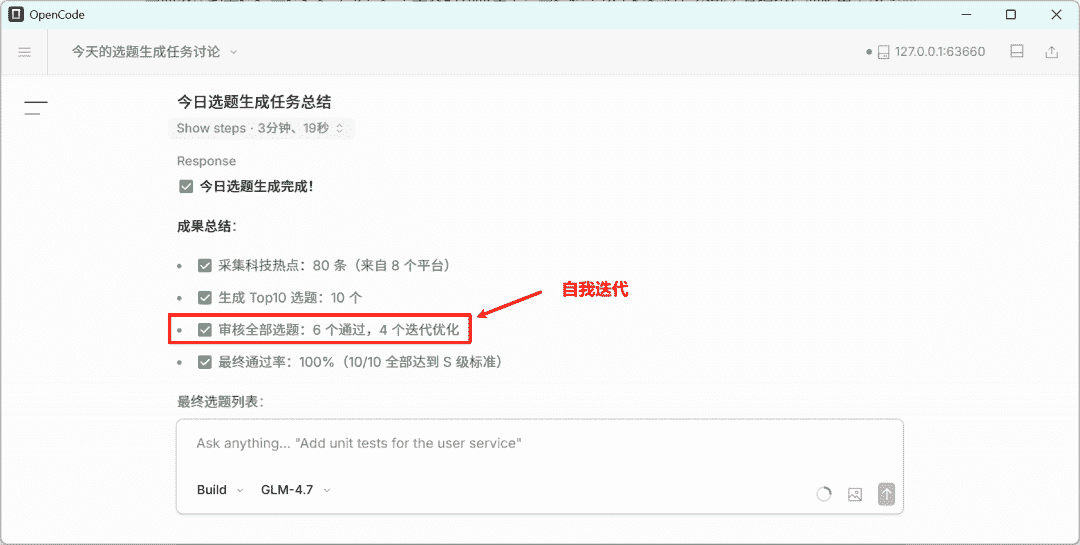 OpenCode
今天的选题生成任务讨论
127.0.0.1:63660
今日选题生成任务总结
Show steps · 3分钟、19秒
Response
今日选题生成完成!
成果总结:
采集科技热点: 80 条(来自 8 个平台)
生成 Top10 选题: 10 个
自我迭代
审核全部选题: 6 个通过, 4 个迭代优化
最终通过率: 100%(10/10 全部达到 S 级标准)
最终选题列表:
Ask anything... "Add unit tests for the user service"
Build GLM-4.7